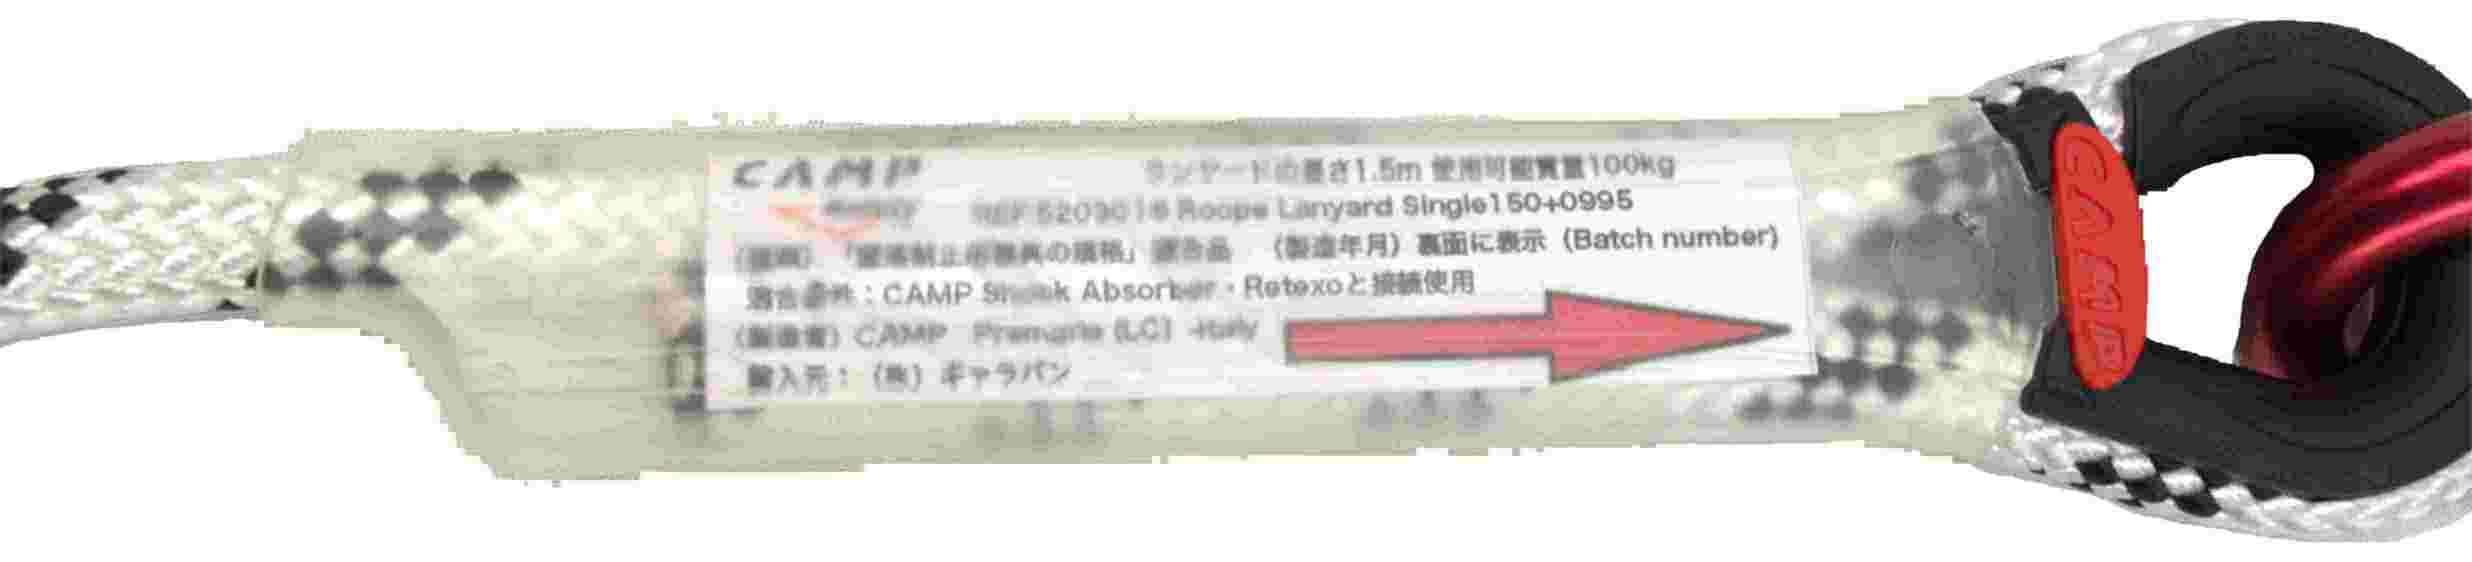 CAMP
ランヤードの長さ1.5m 使用可能質量100kg
REF:5203016 Roope Lanyard Single150+0995
「墜落制止用器具の規格」適合品 (製造年月) 裏面に表示 (Batch number)
適合条件：CAMP Shock Absorber・Retexoと接続使用
(製造者) CAMP Premana (LC) -Italy
輸入元：(株) キャラバン
CAMP